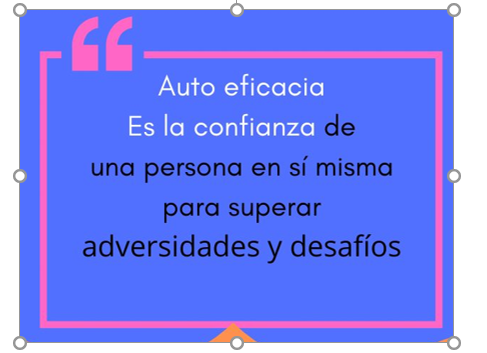 Auto eficacia
Es la confianza de
una persona en sí misma
para superar
adversidades y desafíos